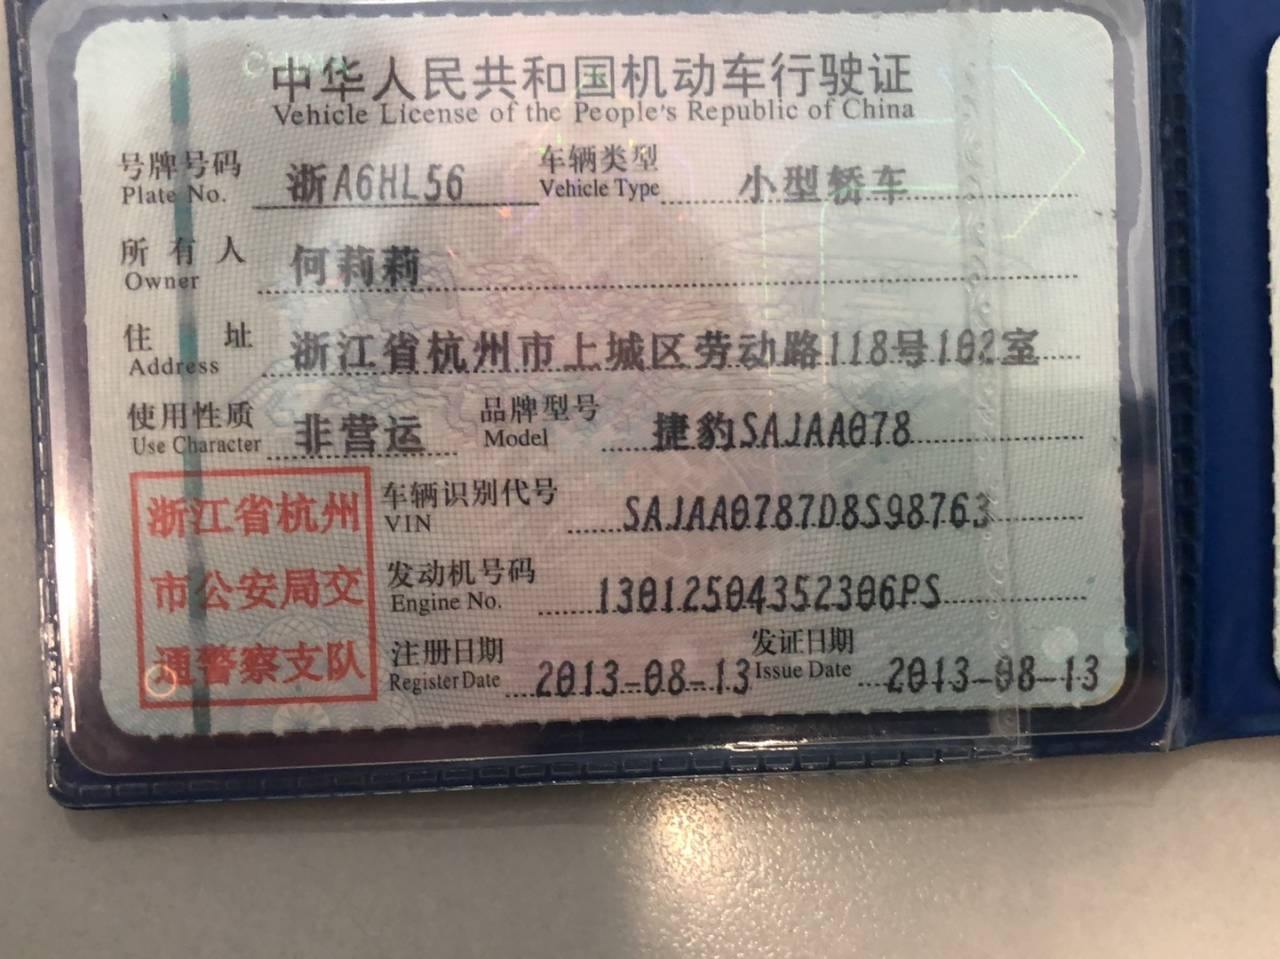 中华人民共和国机动车行驶证
Vehicle License of the People's Republic of China
号牌号码 浙A6HL56 车辆类型 小型轿车
Plate No. Vehicle Type
所有人 何莉莉
Owner
住址 浙江省杭州市上城区劳动路118号102室
Address
使用性质 非营运 品牌型号 捷豹SAJAA078
Use Character Model
浙江省杭州
市公安局交
通警察支队
车辆识别代号 SAJAA0787D8S98763
VIN
发动机号码 13012504352306PS
Engine No.
注册日期 2013-08-13 发证日期 2013-08-13
Register Date Issue Date